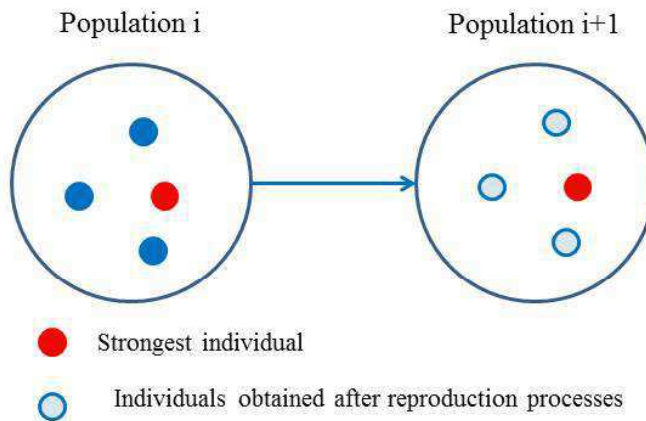 Population i
Population i+1
Strongest individual
Individuals obtained after reproduction processes